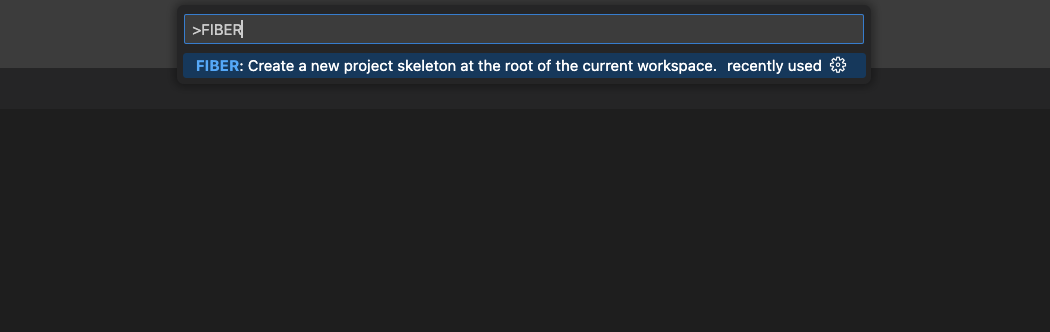 >FIBER
FIBER: Create a new project skeleton at the root of the current workspace. recently used